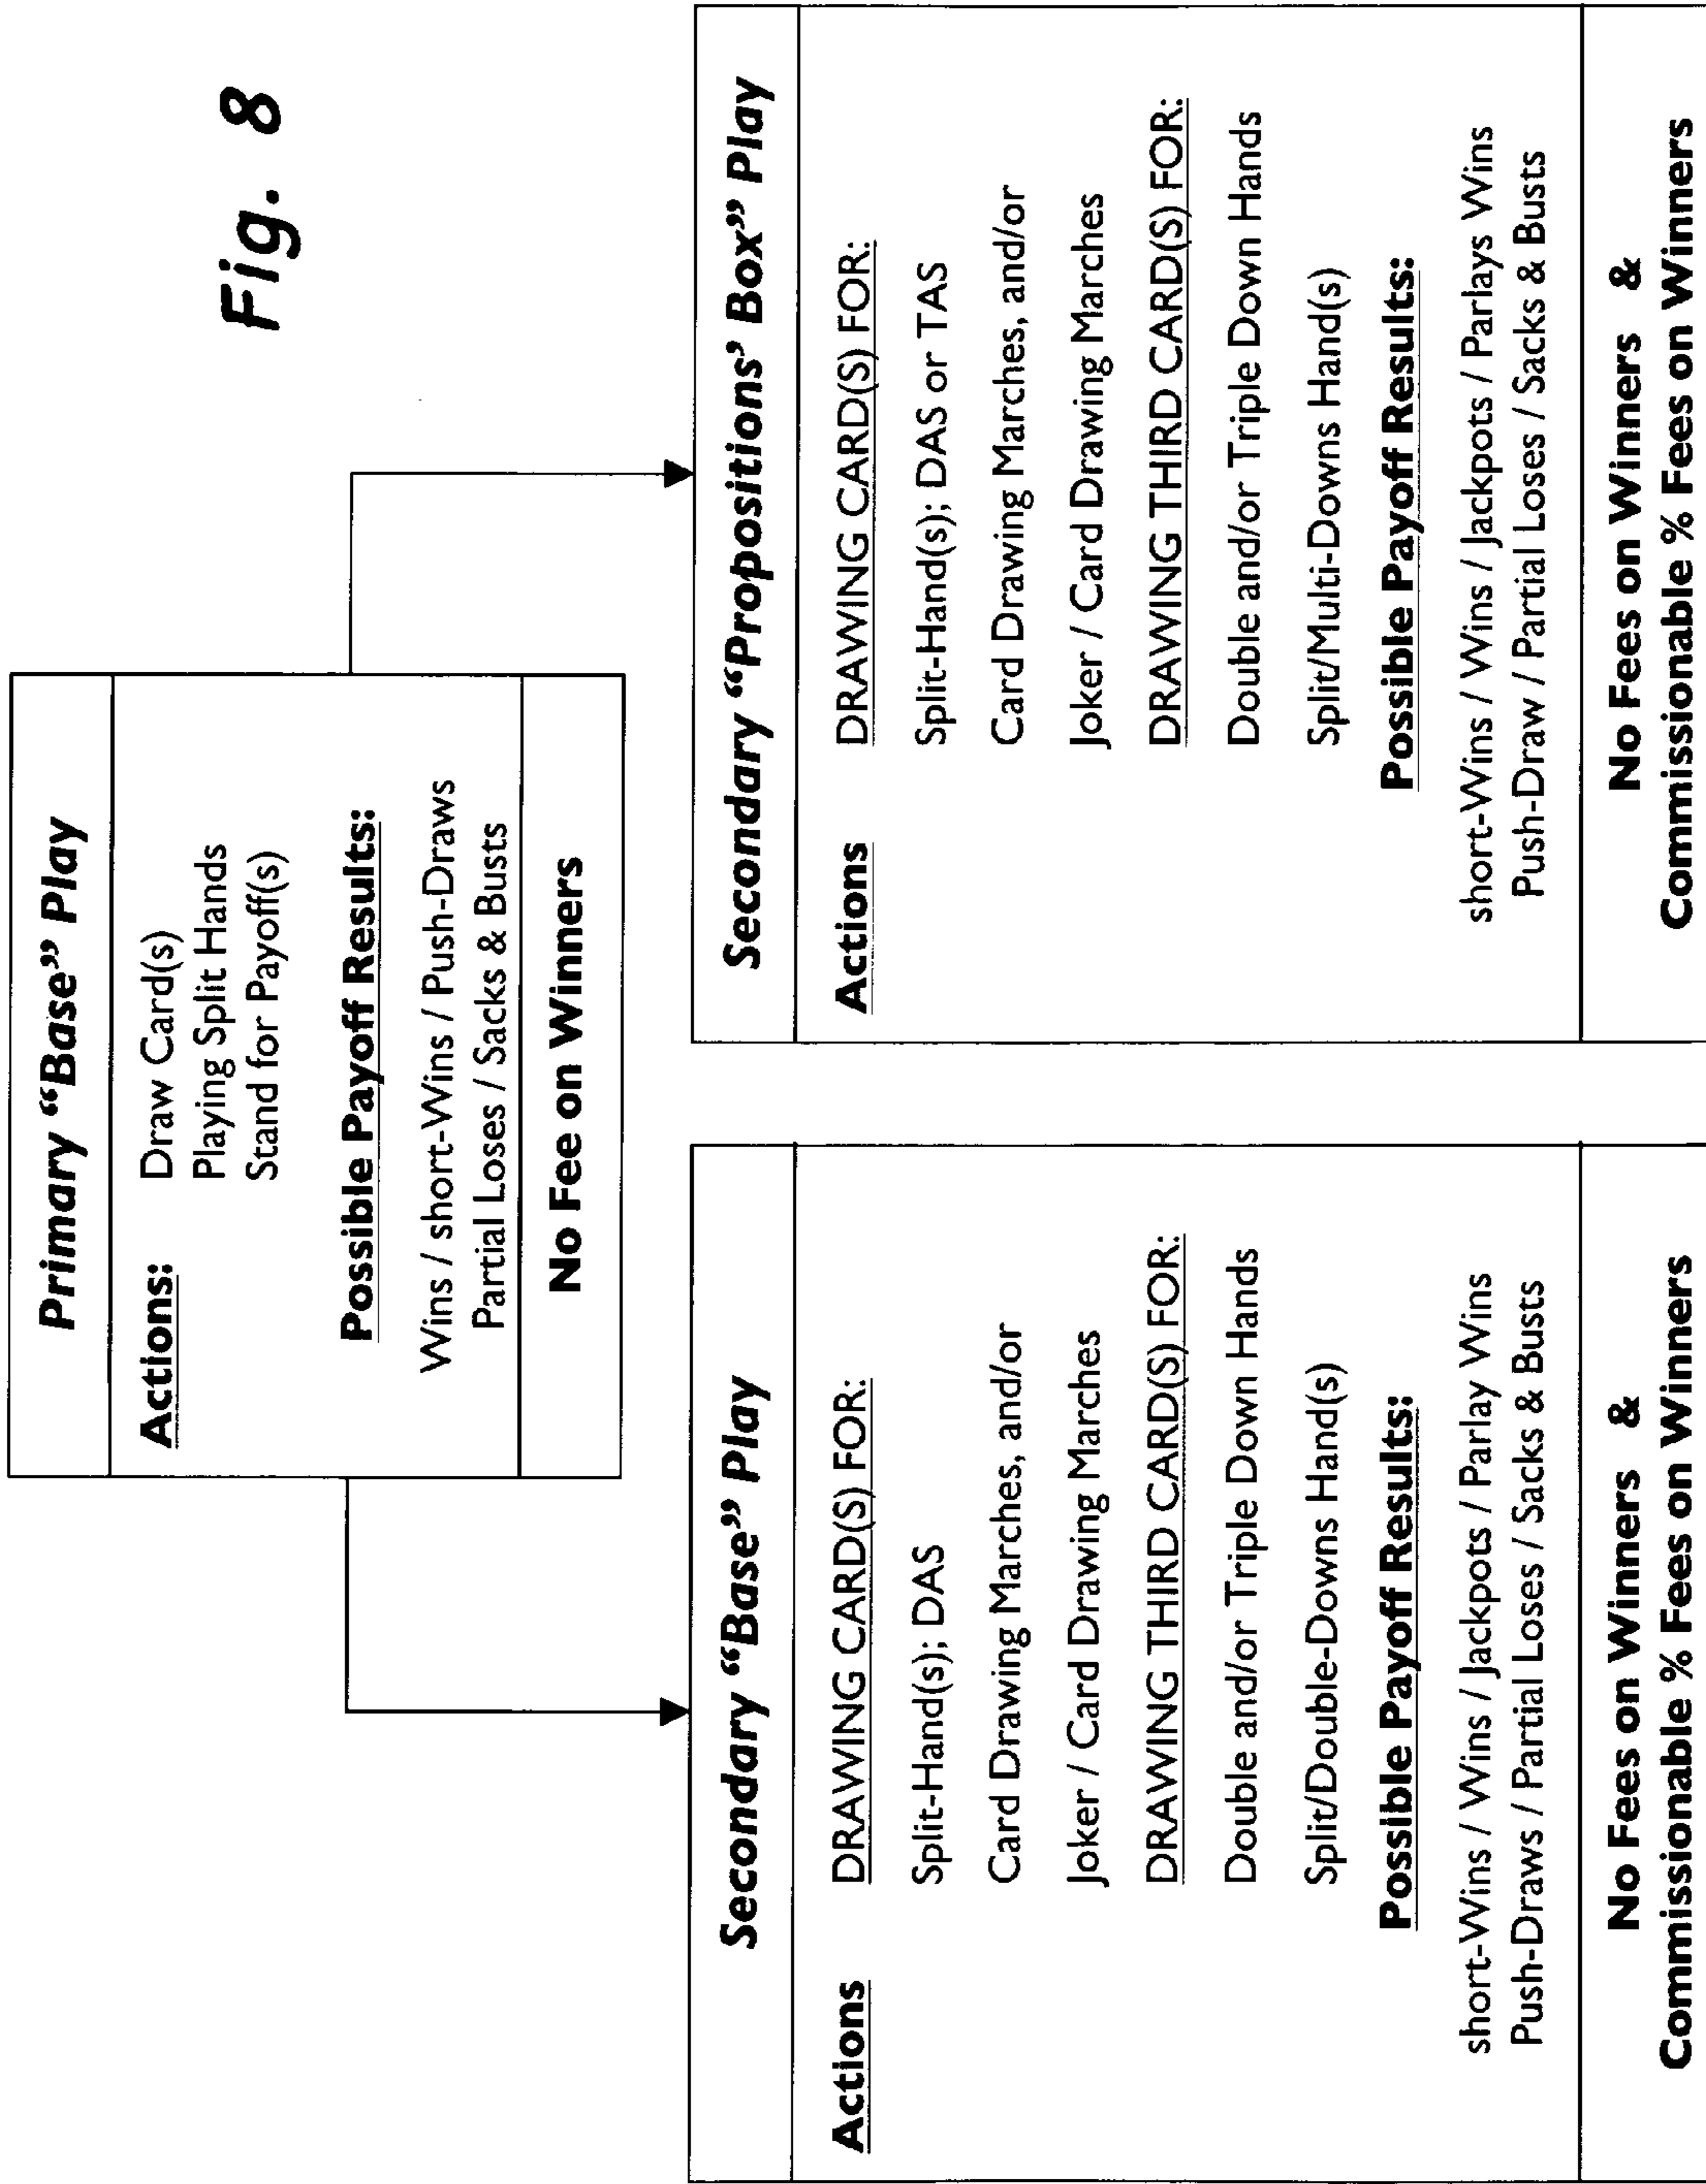 Fig. 8
Primary “Base” Play
Actions: Draw Card(s)
Playing Split Hands
Stand for Payoff(s)
Possible Payoff Results:
Wins / short-Wins / Push-Draws
Partial Loses / Sacks & Busts
No Fee on Winners
Secondary “Base” Play
Actions DRAWING CARD(S) FOR:
Split-Hand(s); DAS
Card Drawing Marches, and/or
Joker / Card Drawing Marches
DRAWING THIRD CARD(S) FOR:
Double and/or Triple Down Hands
Split/Double-Downs Hand(s)
Possible Payoff Results:
short-Wins / Wins / Jackpots / Parlay Wins
Push-Draws / Partial Loses / Sacks & Busts
No Fees on Winners &
Commissionable % Fees on Winners
Secondary “Propositions’ Box” Play
Actions DRAWING CARD(S) FOR:
Split-Hand(s); DAS or TAS
Card Drawing Marches, and/or
Joker / Card Drawing Marches
DRAWING THIRD CARD(S) FOR:
Double and/or Triple Down Hands
Split/Multi-Downs Hand(s)
Possible Payoff Results:
short-Wins / Wins / Jackpots / Parlays Wins
Push-Draw / Partial Loses / Sacks & Busts
No Fees on Winners &
Commissionable % Fees on Winners